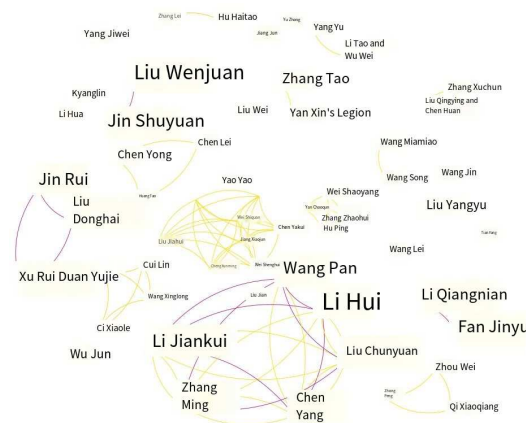 Zhang Lei
Hu Haitao
Yu Zhang
Yang Jiwei
Jiang Jun
Yang Yu
Li Tao and
Wu Wei
Liu Wenjuan
Zhang Tao
Kyanglin
Li Hua
Jin Shuyuan
Liu Wei
Yan Xin's Legion
Zhang Xuchun
Liu Qingying and
Chen Huan
Chen Lei
Chen Yong
Wang Miamiao
Jin Rui
Liu
Donghai
Yao Yao
Wei Shaoyang
Zhang Zhaohui
Hu Ping
Wang Song
Wang Jin
Liu Yangyu
Chen Yakui
Liu Jiahui
Wang Lei
Xu Rui Duan Yujie
Cui Lin
Wang Xinglong
Wang Pan
Liu Jian
Li Hui
Li Qiangnian
Fan Jinyu
Ci Xiaole
Wu Jun
Li Jiankui
Liu Chunyuan
Zhang
Ming
Chen
Yang
Zhou Wei
Qi Xiaoqiang